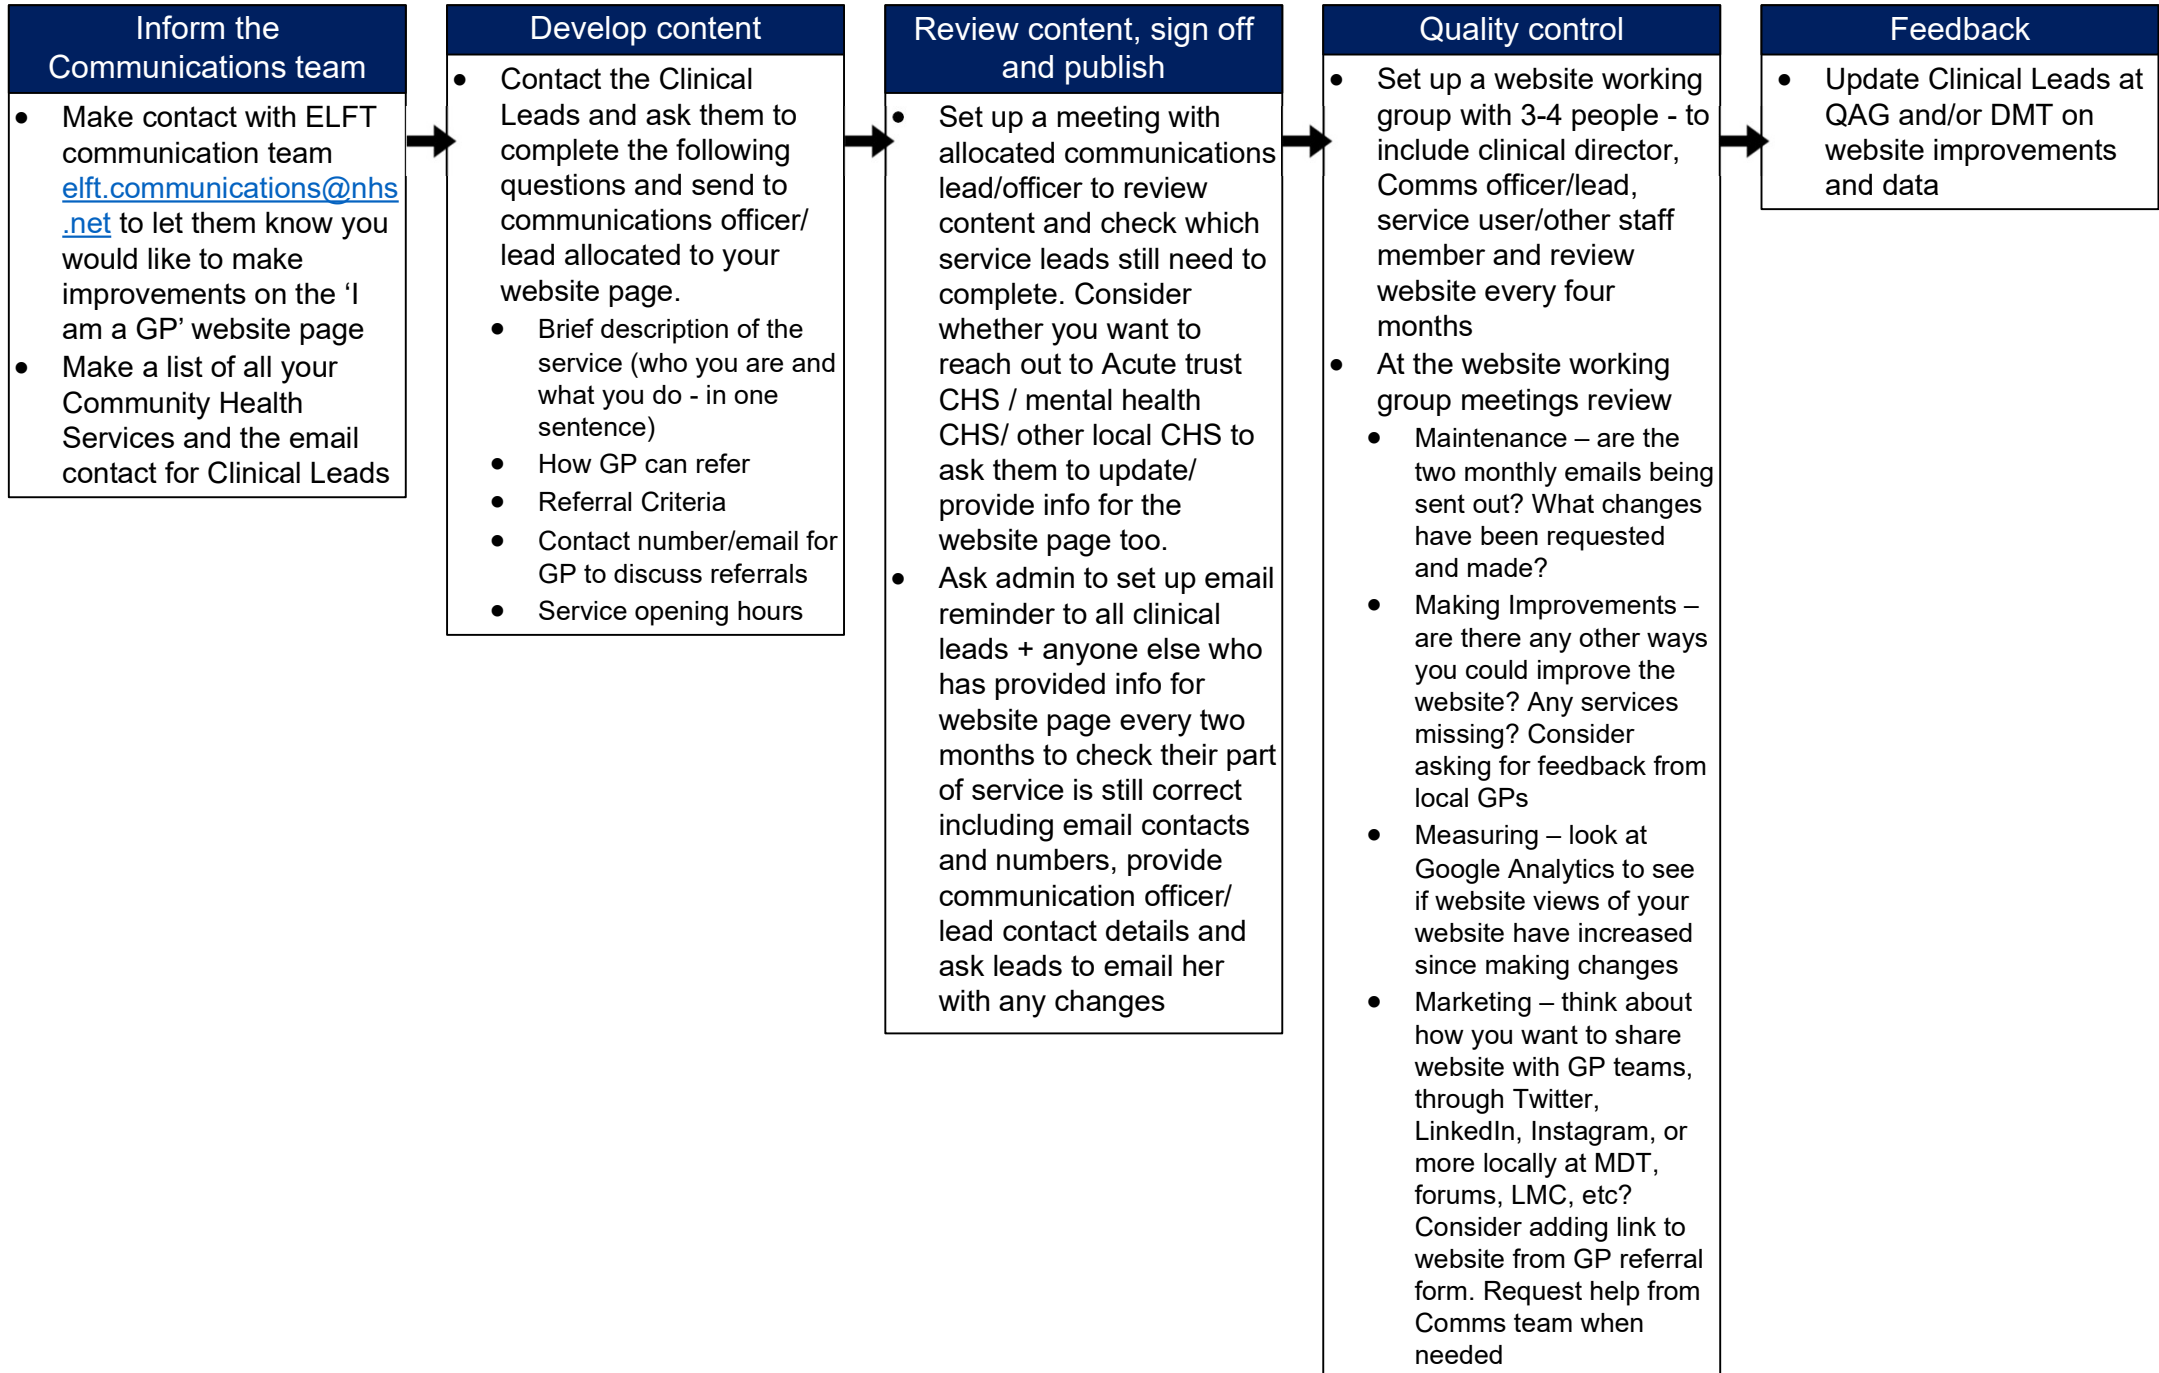 Inform the
Communications team
• Make contact with ELFT
communication team
elft.communications@nhs
.net to let them know you
would like to make
improvements on the ‘I
am a GP’ website page
• Make a list of all your
Community Health
Services and the email
contact for Clinical Leads
Develop content
• Contact the Clinical
Leads and ask them to
complete the following
questions and send to
communications officer/
lead allocated to your
website page.
• Brief description of the
service (who you are and
what you do - in one
sentence)
• How GP can refer
• Referral Criteria
• Contact number/email for
GP to discuss referrals
• Service opening hours
Review content, sign off
and publish
• Set up a meeting with
allocated communications
lead/officer to review
content and check which
service leads still need to
complete. Consider
whether you want to
reach out to Acute trust
CHS / mental health
CHS/ other local CHS to
ask them to update/
provide info for the
website page too.
• Ask admin to set up email
reminder to all clinical
leads + anyone else who
has provided info for
website page every two
months to check their part
of service is still correct
including email contacts
and numbers, provide
communication officer/
lead contact details and
ask leads to email her
with any changes
Quality control
• Set up a website working
group with 3-4 people - to
include clinical director,
Comms officer/lead,
service user/other staff
member and review
website every four
months
• At the website working
group meetings review
• Maintenance – are the
two monthly emails being
sent out? What changes
have been requested
and made?
• Making Improvements –
are there any other ways
you could improve the
website? Any services
missing? Consider
asking for feedback from
local GPs
• Measuring – look at
Google Analytics to see
if website views of your
website have increased
since making changes
• Marketing – think about
how you want to share
website with GP teams,
through Twitter,
LinkedIn, Instagram, or
more locally at MDT,
forums, LMC, etc?
Consider adding link to
website from GP referral
form. Request help from
Comms team when
needed
Feedback
• Update Clinical Leads at
QAG and/or DMT on
website improvements
and data